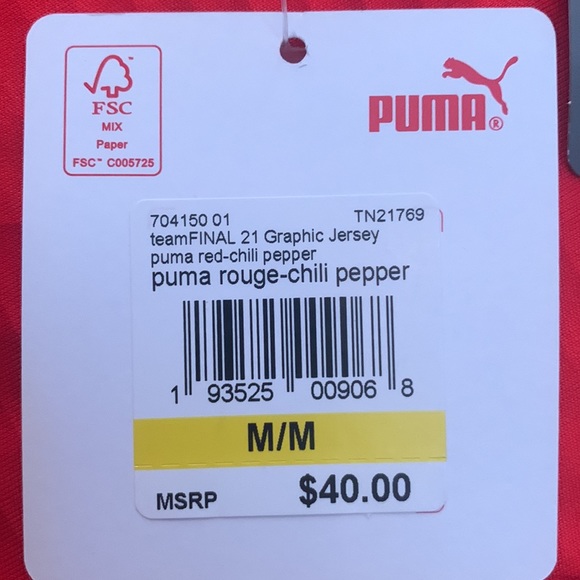 FSC™
MIX
Paper
FSC™ C005725
PUMA®
704150 01 TN21769
teamFINAL 21 Graphic Jersey
puma red-chili pepper
puma rouge-chili pepper
1 93525 00906 8
M/M
MSRP $40.00